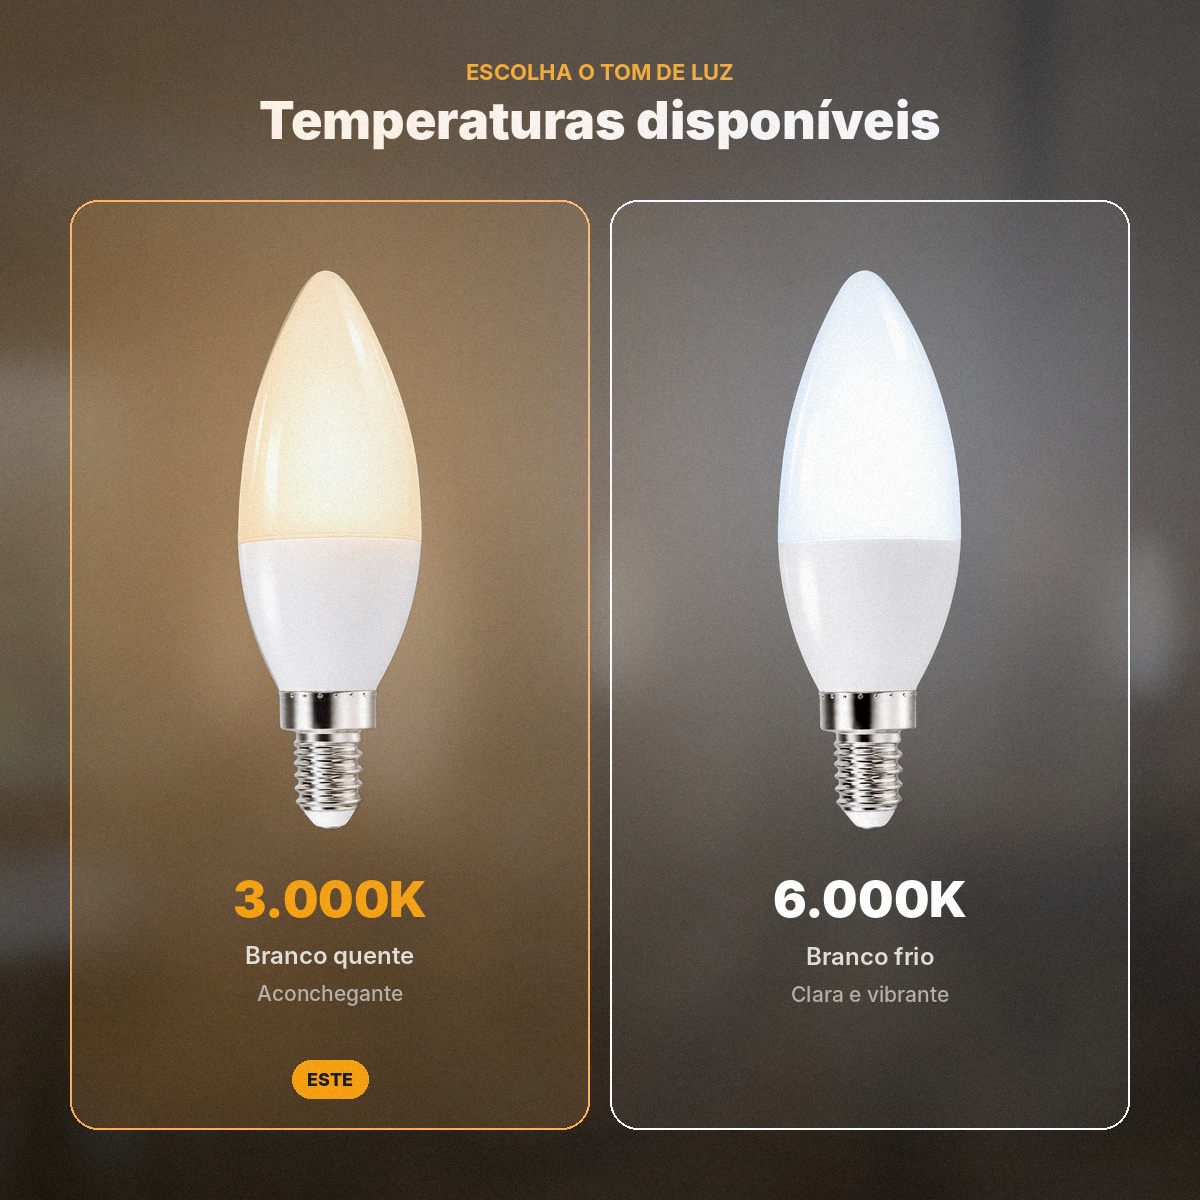 ESCOLHA O TOM DE LUZ
Temperaturas disponíveis
3.000K
Branco quente
Aconchegante
ESTE
6.000K
Branco frio
Clara e vibrante